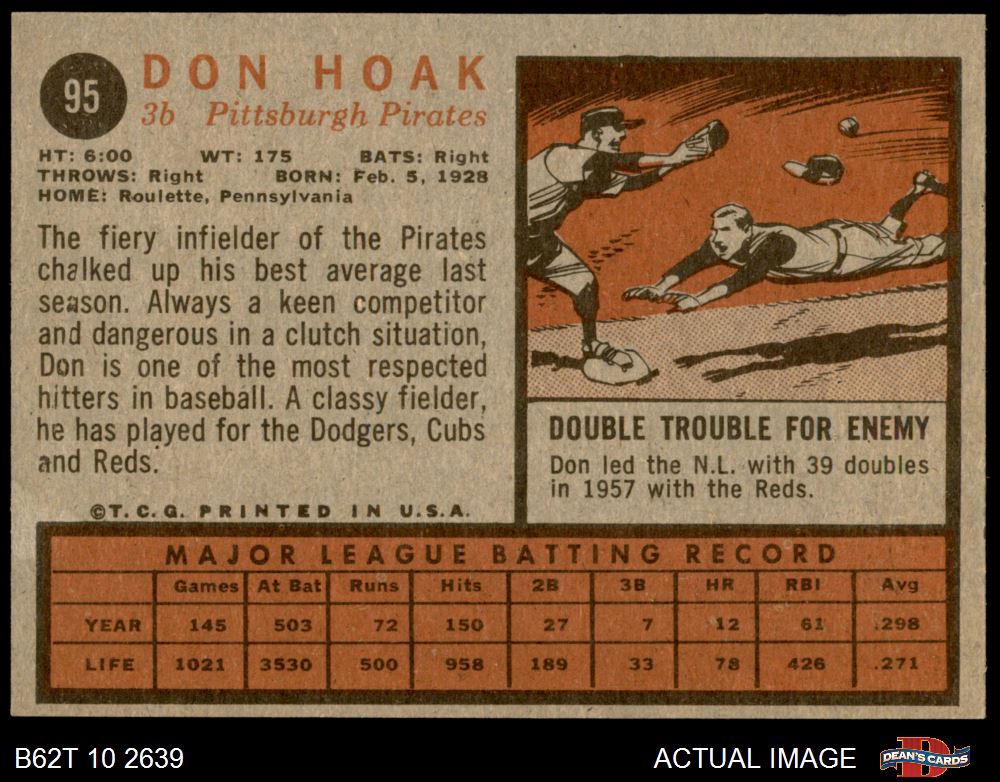 95
DON HOAK
3b Pittsburgh Pirates
HT: 6:00 WT: 175 BATS: Right
THROWS: Right BORN: Feb. 5, 1928
HOME: Roulette, Pennsylvania
The fiery infielder of the Pirates
chalked up his best average last
season. Always a keen competitor
and dangerous in a clutch situation,
Don is one of the most respected
hitters in baseball. A classy fielder,
he has played for the Dodgers, Cubs
and Reds.
©T.C.G. PRINTED IN U.S.A.
DOUBLE TROUBLE FOR ENEMY
Don led the N.L. with 39 doubles
in 1957 with the Reds.
MAJOR LEAGUE BATTING RECORD
Games At Bat Runs Hits 2B 3B HR RBI Avg
YEAR 145 503 72 150 27 7 12 61 .298
LIFE 1021 3530 500 958 189 33 78 426 .271
B62T 10 2639 ACTUAL IMAGE DEAN'S CARDS